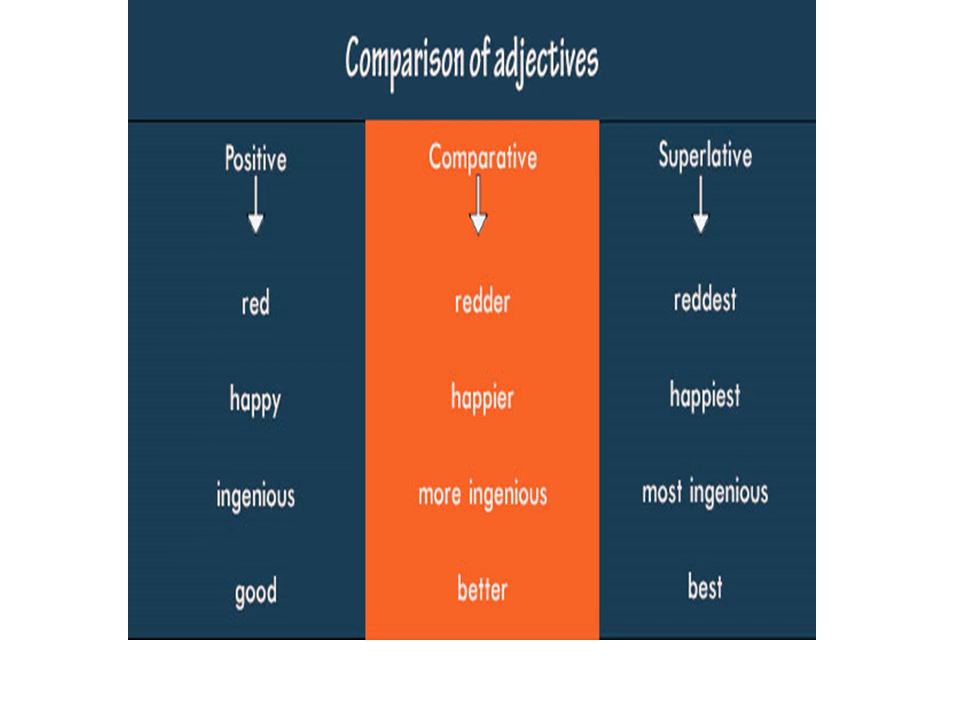 Comparison of adjectives
Positive Comparative Superlative
red redder reddest
happy happier happiest
ingenious more ingenious most ingenious
good better best